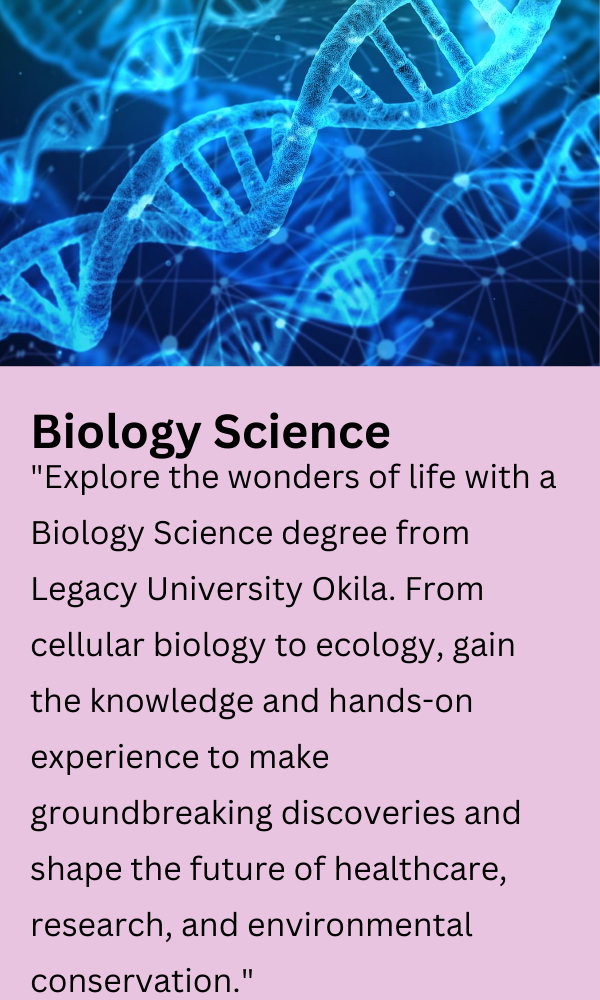 Biology Science
"Explore the wonders of life with a
Biology Science degree from
Legacy University Okila. From
cellular biology to ecology, gain
the knowledge and hands-on
experience to make
groundbreaking discoveries and
shape the future of healthcare,
research, and environmental
conservation."